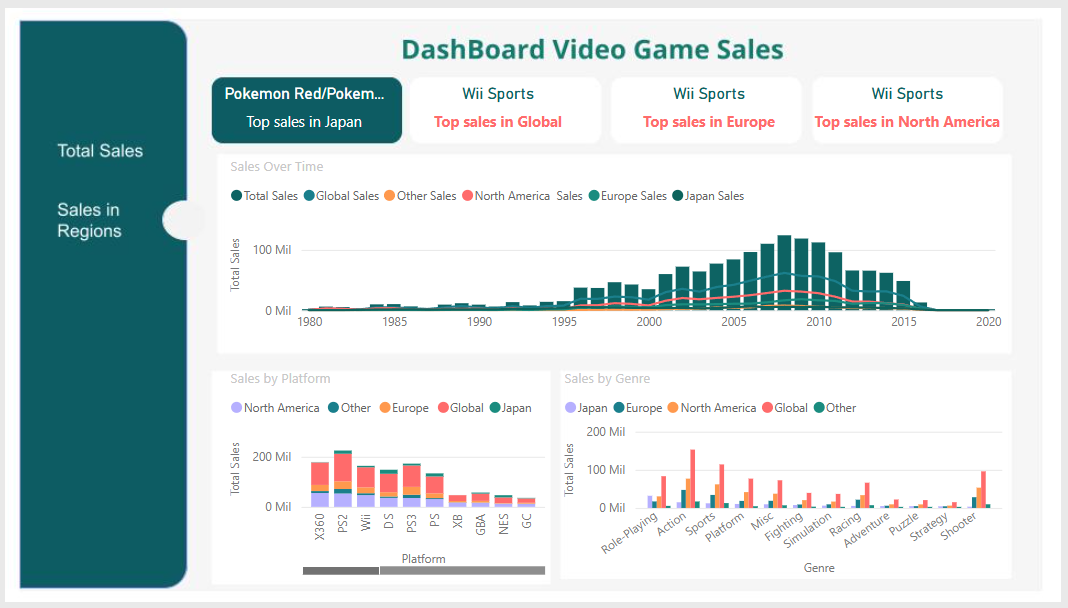 DashBoard Video Game Sales
Total Sales
Sales in
Regions
Pokemon Red/Pokem...
Top sales in Japan
Wii Sports
Top sales in Global
Wii Sports
Top sales in Europe
Wii Sports
Top sales in North America
Sales Over Time
Total Sales Global Sales Other Sales North America Sales Europe Sales Japan Sales
Total Sales
100 Mil
0 Mil
1980 1985 1990 1995 2000 2005 2010 2015 2020
Sales by Platform
North America Other Europe Global Japan
Total Sales
200 Mil
0 Mil
X360 PS2 Wii DS PS3 PS XB GBA NES GC
Platform
Sales by Genre
Japan Europe North America Global Other
Total Sales
200 Mil
100 Mil
0 Mil
Role-Playing Action Sports Platform Misc Fighting Simulation Racing Adventure Puzzle Strategy Shooter
Genre